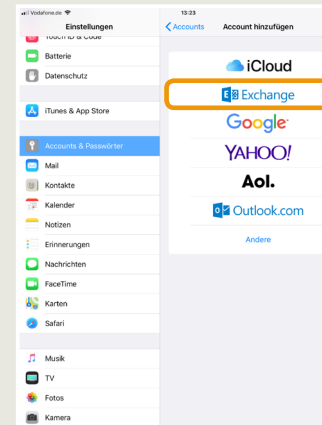 Vodafone.de
13:23
Einstellungen
Accounts
Account hinzufügen
Touch ID & Code
Batterie
Datenschutz
iTunes & App Store
Accounts & Passwörter
Mail
Kontakte
Kalender
Notizen
Erinnerungen
Nachrichten
FaceTime
Karten
Safari
Musik
TV
Fotos
Kamera
iCloud
Exchange
Google
YAHOO!
Aol.
Outlook.com
Andere